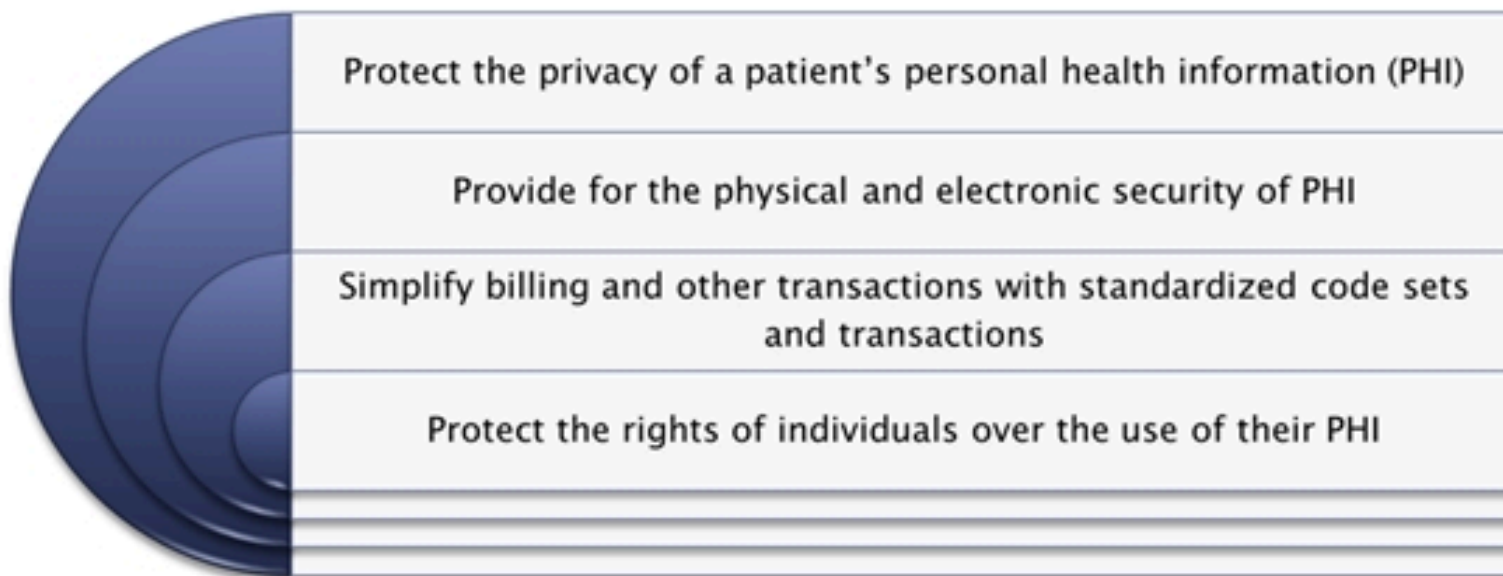 Protect the privacy of a patient's personal health information (PHI)
Provide for the physical and electronic security of PHI
Simplify billing and other transactions with standardized code sets
and transactions
Protect the rights of individuals over the use of their PHI